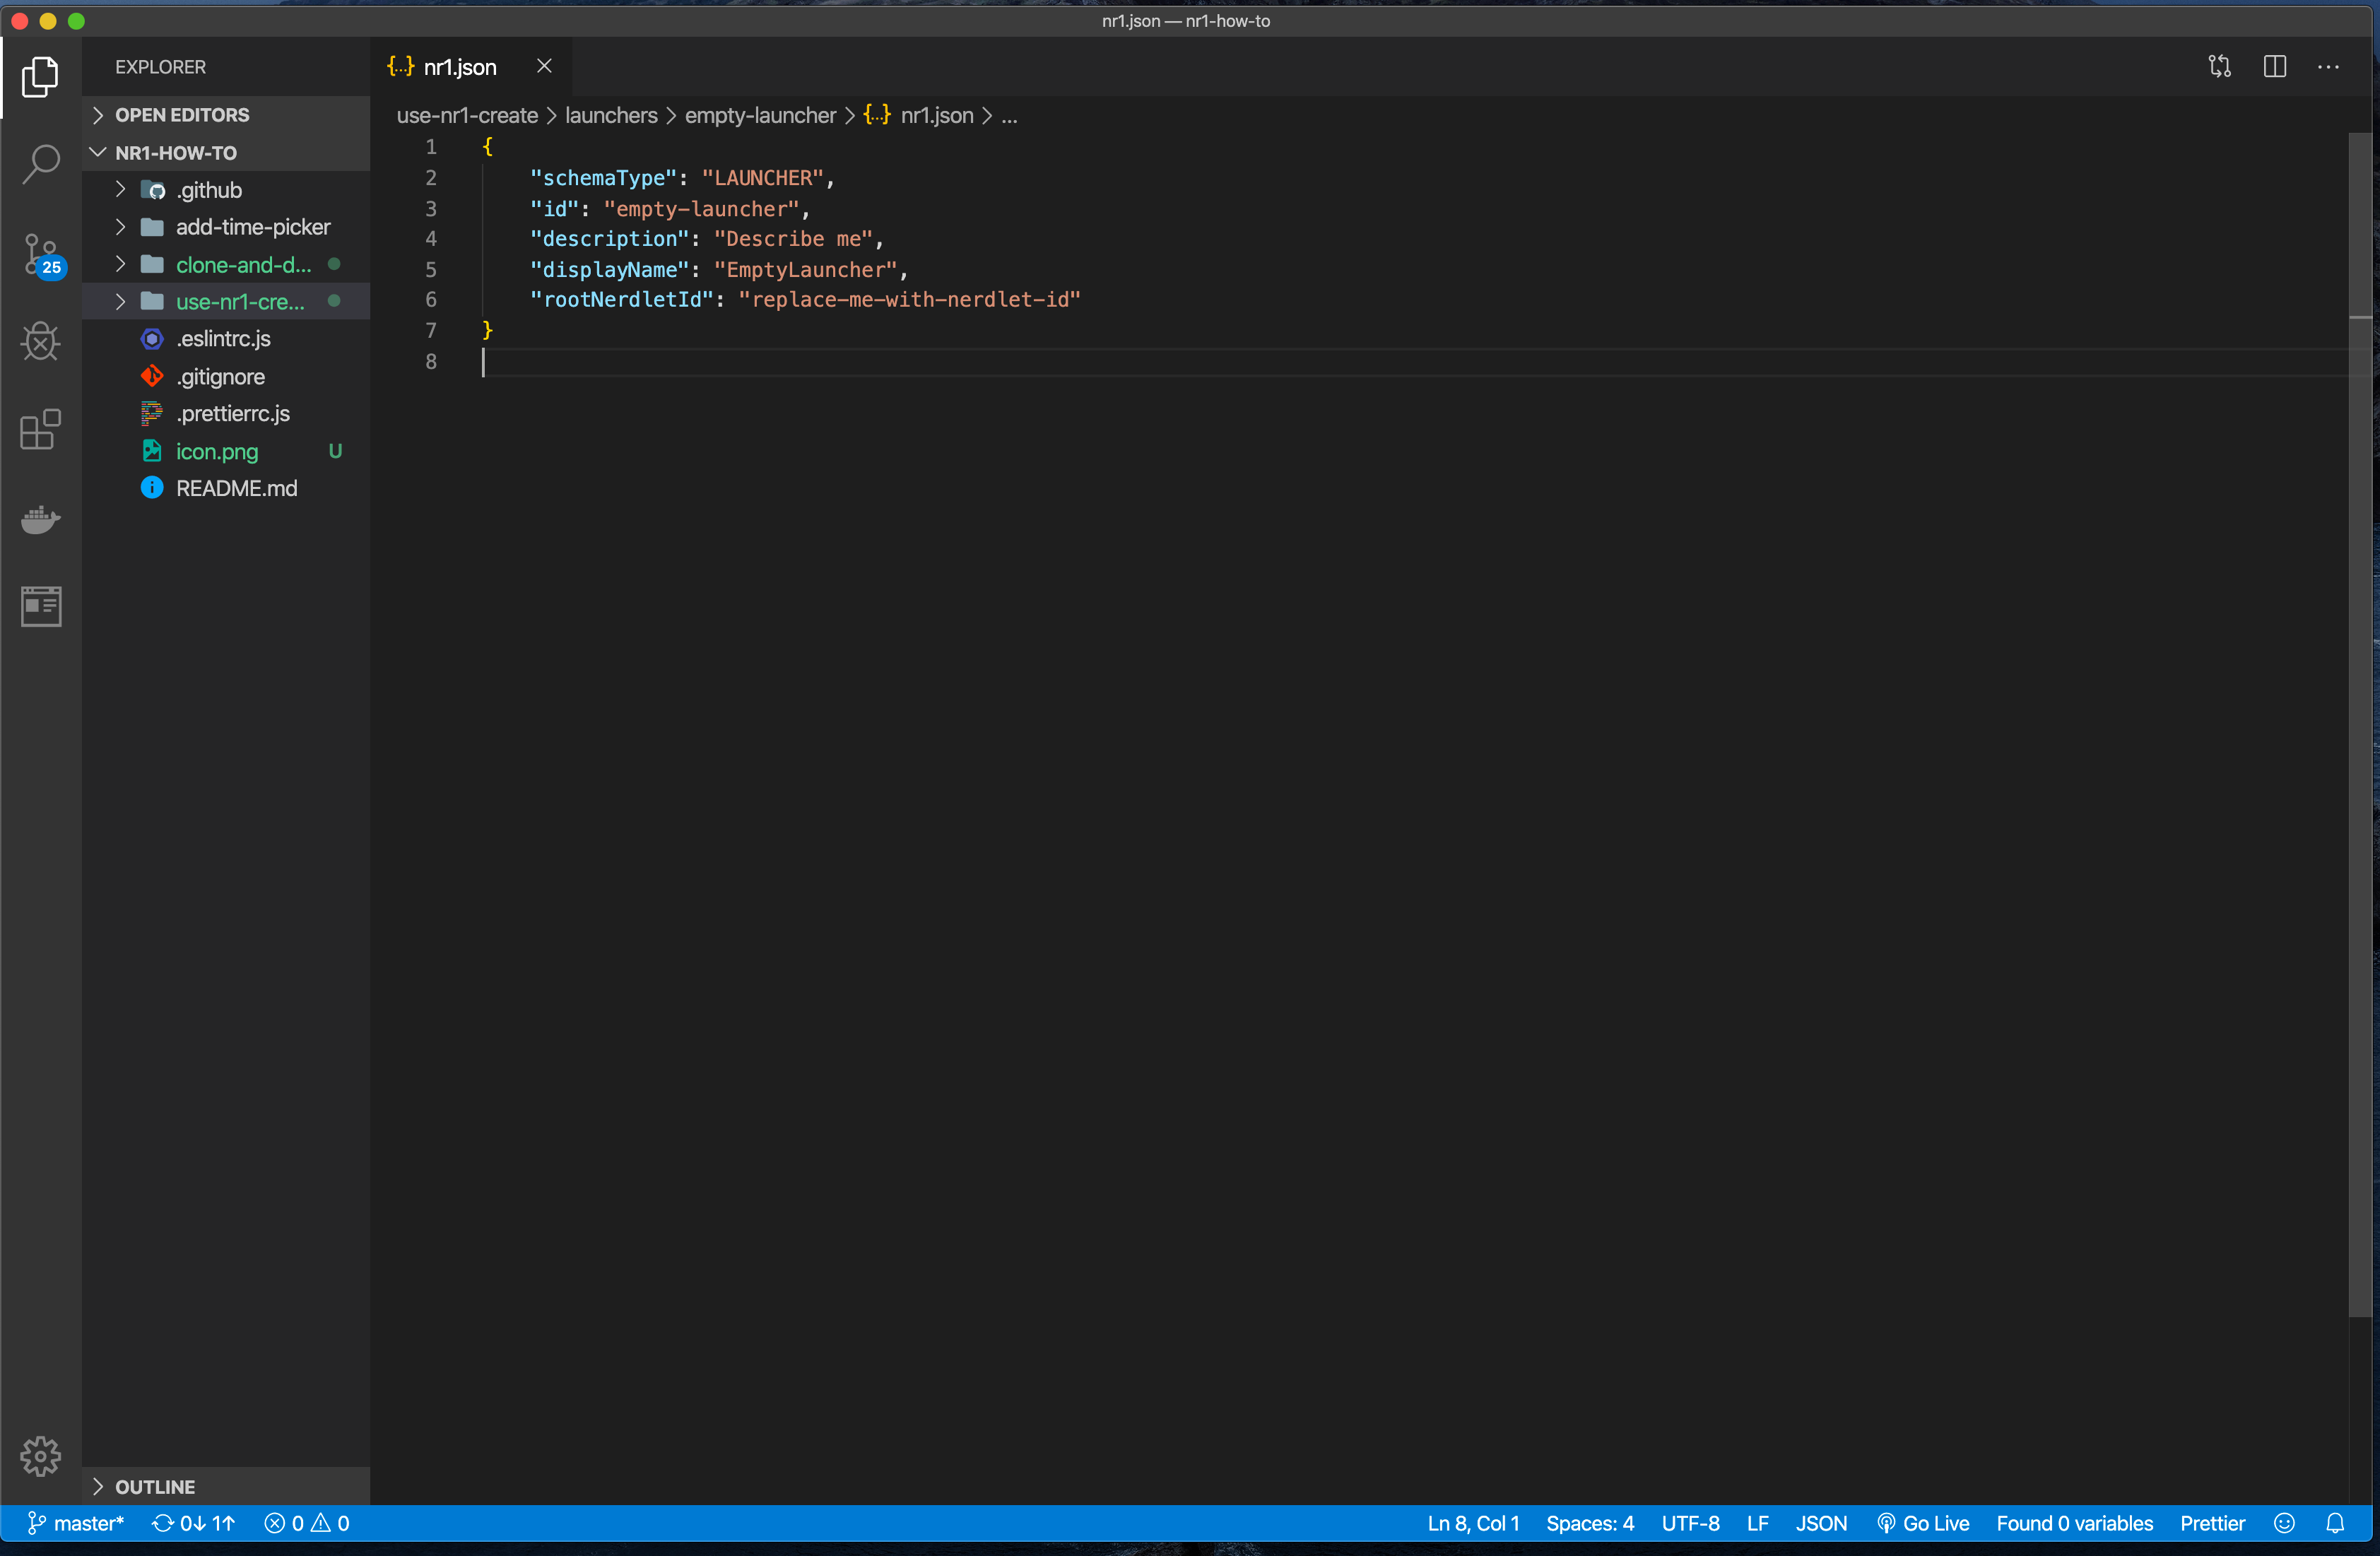 nr1.json — nr1-how-to
EXPLORER
{...} nr1.json
OPEN EDITORS
use-nr1-create > launchers > empty-launcher > {...} nr1.json > ...
NR1-HOW-TO
.github
add-time-picker
clone-and-d...
use-nr1-cre...
.eslintrc.js
.gitignore
.prettierrc.js
icon.png U
README.md
25
1 {
2 "schemaType": "LAUNCHER",
3 "id": "empty-launcher",
4 "description": "Describe me",
5 "displayName": "EmptyLauncher",
6 "rootNerdletId": "replace-me-with-nerdlet-id"
7 }
8
OUTLINE
master* 0↓ 1↑ 0 0 Ln 8, Col 1 Spaces: 4 UTF-8 LF JSON Go Live Found 0 variables Prettier